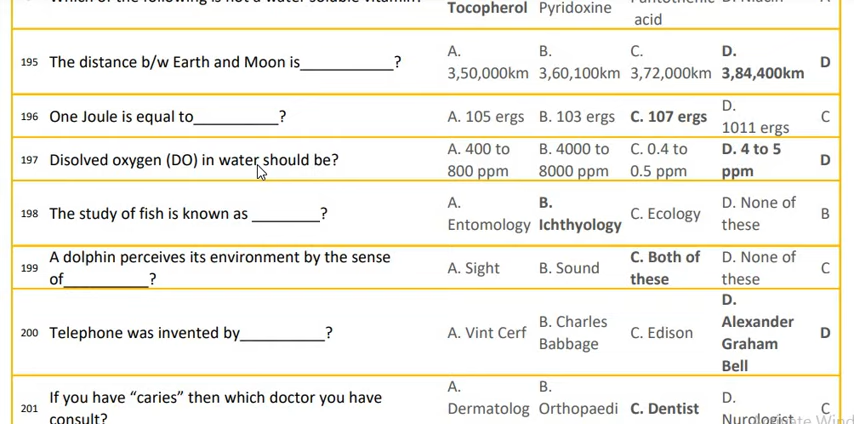 Tocopherol Pyridoxine acid
195 The distance b/w Earth and Moon is___________? A. 3,50,000km B. 3,60,100km C. 3,72,000km D. 3,84,400km D
196 One Joule is equal to__________? A. 105 ergs B. 103 ergs C. 107 ergs D. 1011 ergs C
197 Disolved oxygen (DO) in water should be? A. 400 to 800 ppm B. 4000 to 8000 ppm C. 0.4 to 0.5 ppm D. 4 to 5 ppm D
198 The study of fish is known as ________? A. Entomology B. Ichthyology C. Ecology D. None of these B
199 A dolphin perceives its environment by the sense of__________? A. Sight B. Sound C. Both of these D. None of these C
200 Telephone was invented by__________? A. Vint Cerf B. Charles Babbage C. Edison D. Alexander Graham Bell D
201 If you have “caries” then which doctor you have consult? A. Dermatolog B. Orthopaedi C. Dentist D. Nurologist C